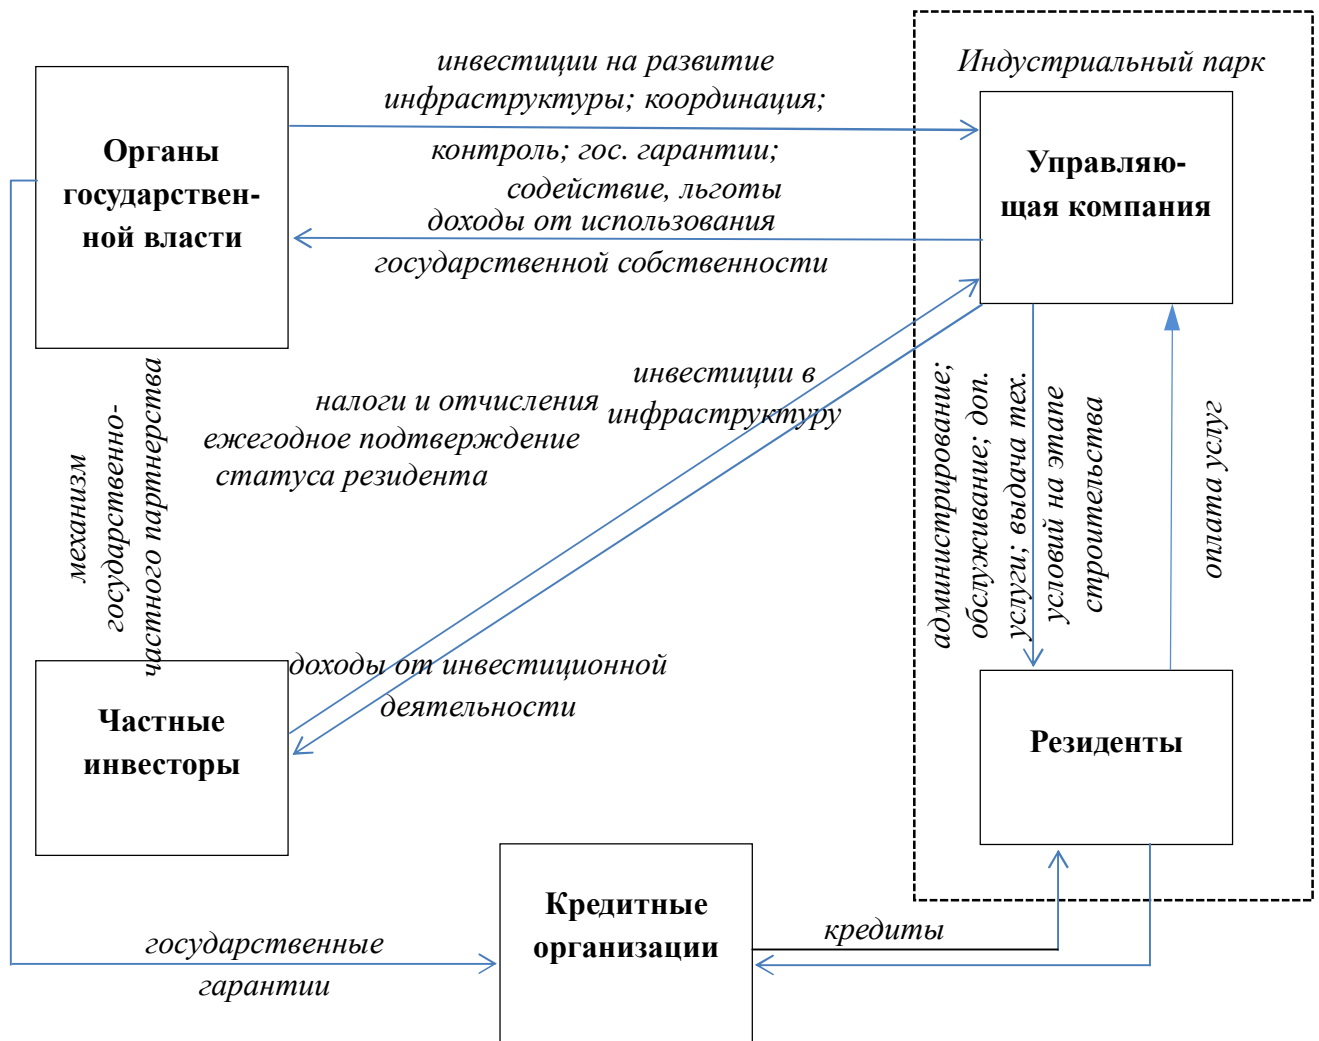 инвестиции на развитие
инфраструктуры; координация;
контроль; гос. гарантии;
содействие, льготы
доходы от использования
государственной собственности
Индустриальный парк
Органы
государствен-
ной власти
Управляю-
щая компания
механизм
государственно-
частного партнерства
налоги и отчисления
ежегодное подтверждение
статуса резидента
инвестиции в
инфраструктуру
администрирование;
обслуживание; доп.
услуги; выдача тех.
условий на этапе
строительства
оплата услуг
доходы от инвестиционной
деятельности
Частные
инвесторы
Резиденты
Кредитные
организации
кредиты
государственные
гарантии